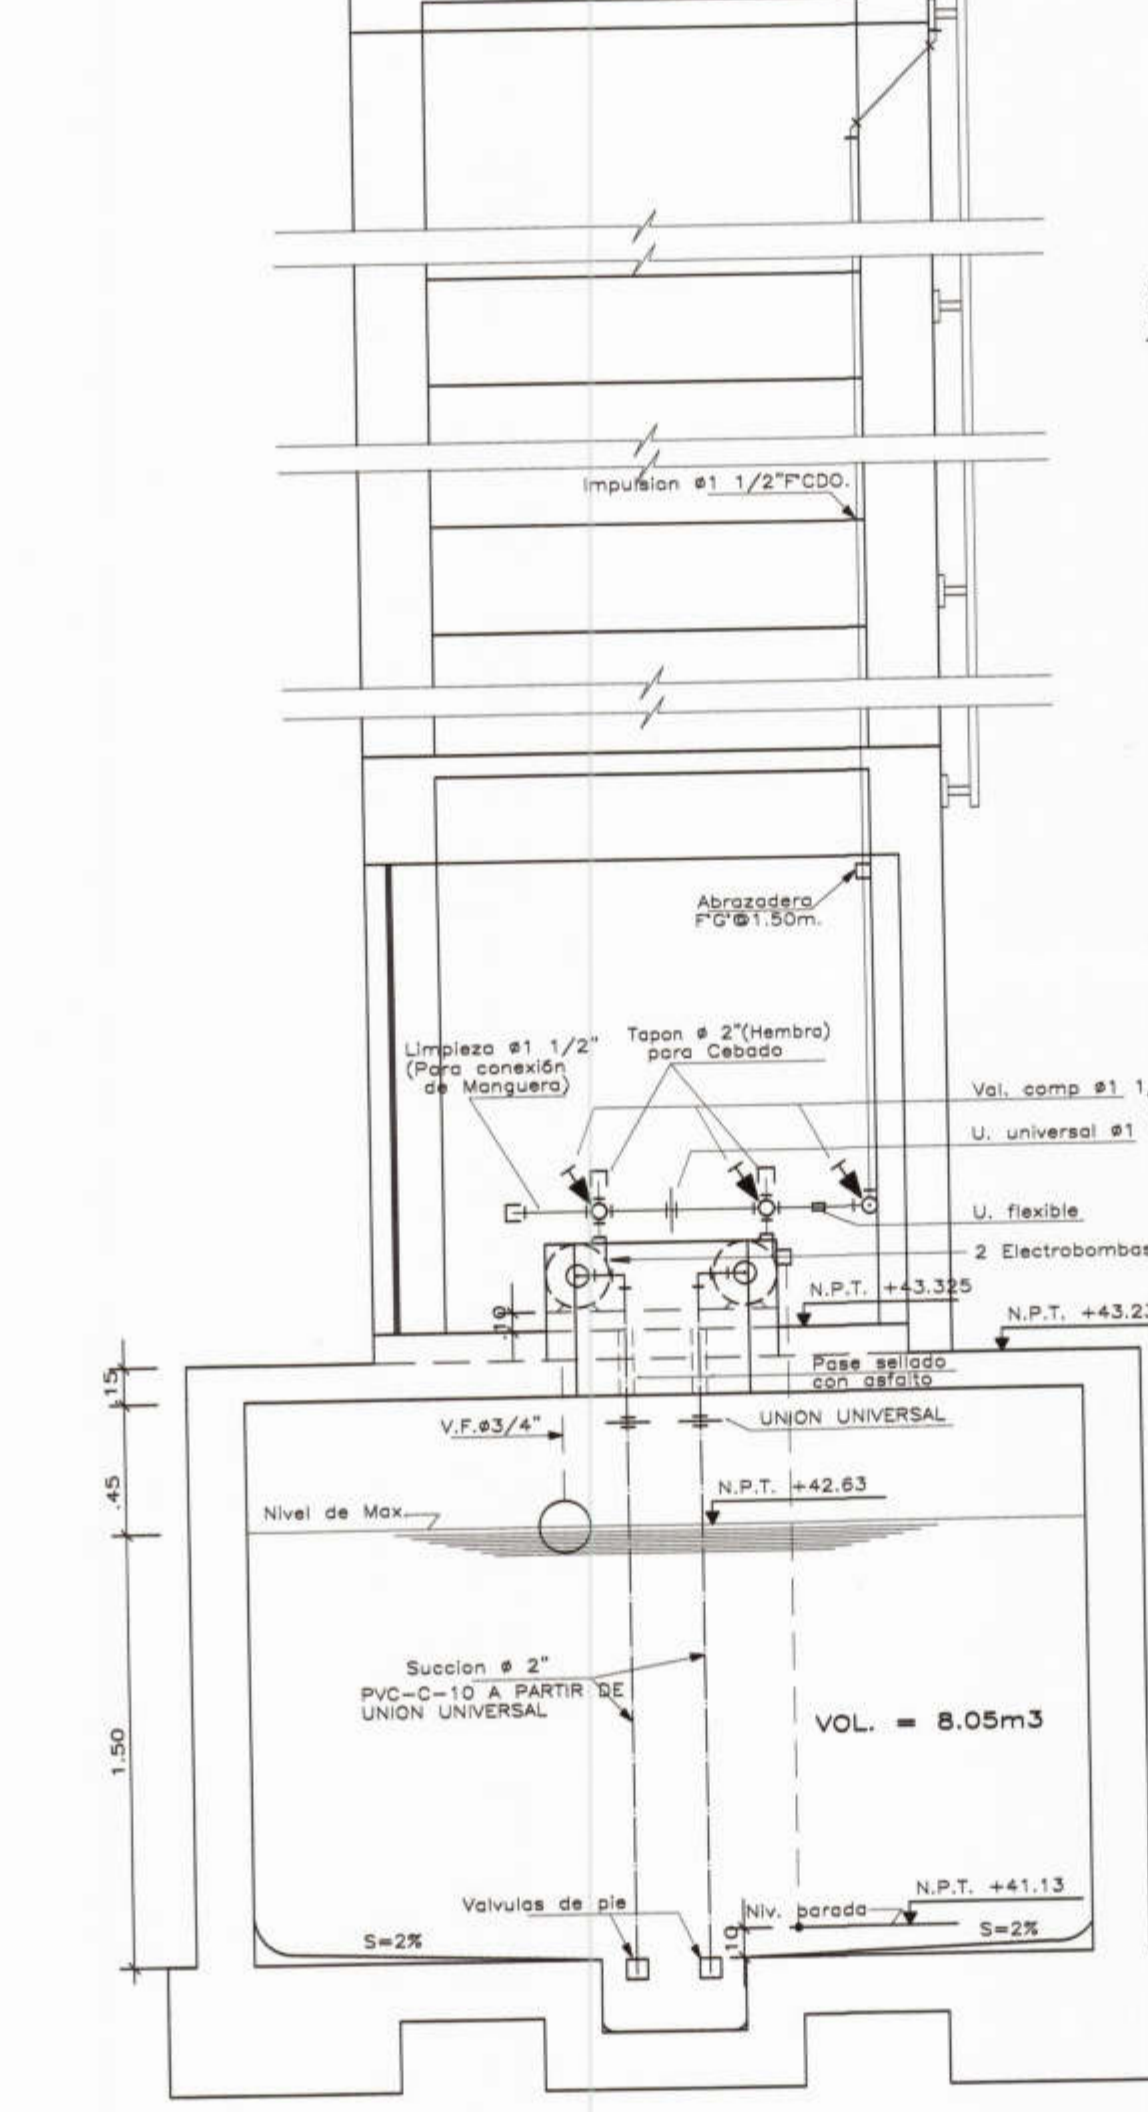 Impulsion ø1 1/2"F'CDO.
Abrazadera
F'G'@1.50m.
Limpieza ø1 1/2"
(Para conexión
de Manguera)
Tapon ø 2"(Hembra)
para Cebado
Val. comp ø1 1/
U. universal ø1
U. flexible
2 Electrobombas
N.P.T. +43.325
N.P.T. +43.23
.10
Pase sellado
con asfalto
.15
V.F.ø3/4"
UNION UNIVERSAL
.45
N.P.T. +42.63
Nivel de Max.
Succion ø 2"
PVC-C-10 A PARTIR DE
UNION UNIVERSAL
VOL. = 8.05m3
1.50
Valvulas de pie
N.P.T. +41.13
Niv. parada
.10
S=2%
S=2%